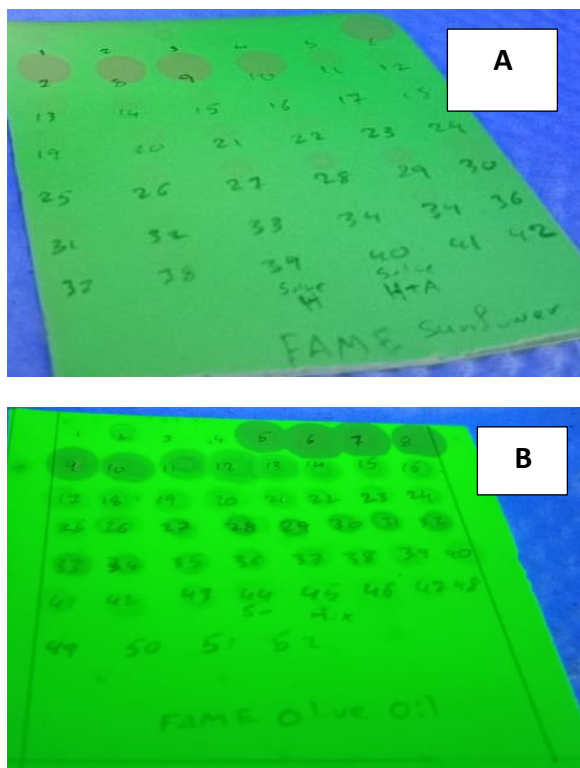 A
1 2 3 4 5 6
7 8 9 10 11 12
13 14 15 16 17 18
19 20 21 22 23 24
25 26 27 28 29 30
31 32 33 34 34 36
37 38 39 40 41 42
Solve Solve
H H+A
FAME Sunflower
B
1 2 3 4 5 6 7 8
9 10 11 12 13 14 15 16
17 18 19 20 21 22 23 24
25 26 27 28 29 30 31 32
33 34 35 36 37 38 39 40
41 42 43 44 45 46 47 48
Mix
49 50 51 52
FAME Olive Oil